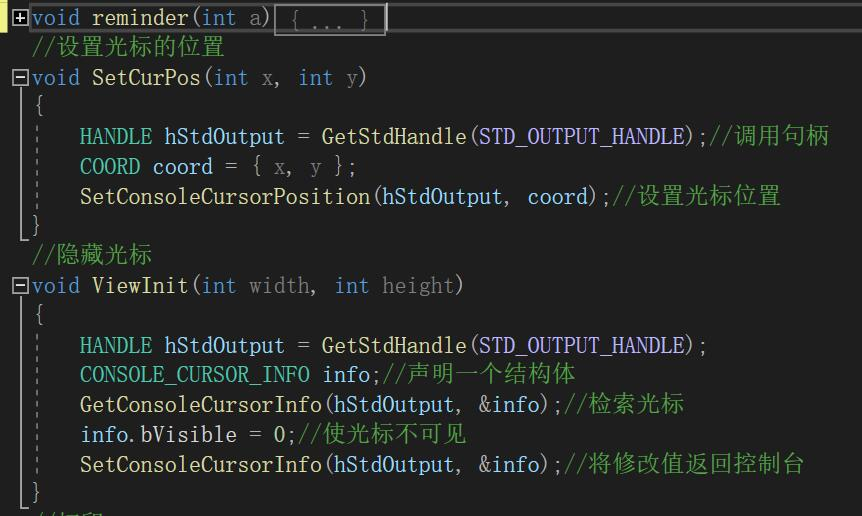 void reminder(int a){ ... }
//设置光标的位置
void SetCurPos(int x, int y)
{
HANDLE hStdOutput = GetStdHandle(STD_OUTPUT_HANDLE);//调用句柄
COORD coord = { x, y };
SetConsoleCursorPosition(hStdOutput, coord);//设置光标位置
}
//隐藏光标
void ViewInit(int width, int height)
{
HANDLE hStdOutput = GetStdHandle(STD_OUTPUT_HANDLE);
CONSOLE_CURSOR_INFO info;//声明一个结构体
GetConsoleCursorInfo(hStdOutput, &info);//检索光标
info.bVisible = 0;//使光标不可见
SetConsoleCursorInfo(hStdOutput, &info);//将修改值返回控制台
}